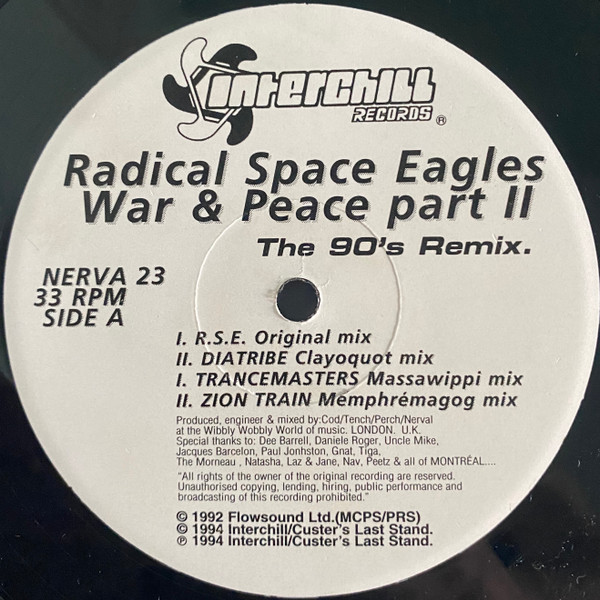 interchill
RECORDS ®
Radical Space Eagles
War & Peace part II
The 90's Remix.
NERVA 23
33 RPM
SIDE A
I. R.S.E. Original mix
II. DIATRIBE Clayoquot mix
I. TRANCEMASTERS Massawippi mix
II. ZION TRAIN Memphrémagog mix
Produced, engineer & mixed by:Cod/Tench/Perch/Nerval
at the Wibbly Wobbly World of music. LONDON. U.K.
Special thanks to: Dee Barrell, Daniele Roger, Uncle Mike,
Jacques Barcelon, Paul Jonhston, Gnat, Tiga,
The Morneau , Natasha, Laz & Jane, Nav, Peetz & all of MONTRÉAL....
"All rights of the owner of the original recording are reserved.
Unauthorised copying, lending, hiring, public performance and
broadcasting of this recording prohibited."
© 1992 Flowsound Ltd.(MCPS/PRS)
© 1994 Interchill/Custer's Last Stand.
℗ 1994 Interchill/Custer's Last Stand.